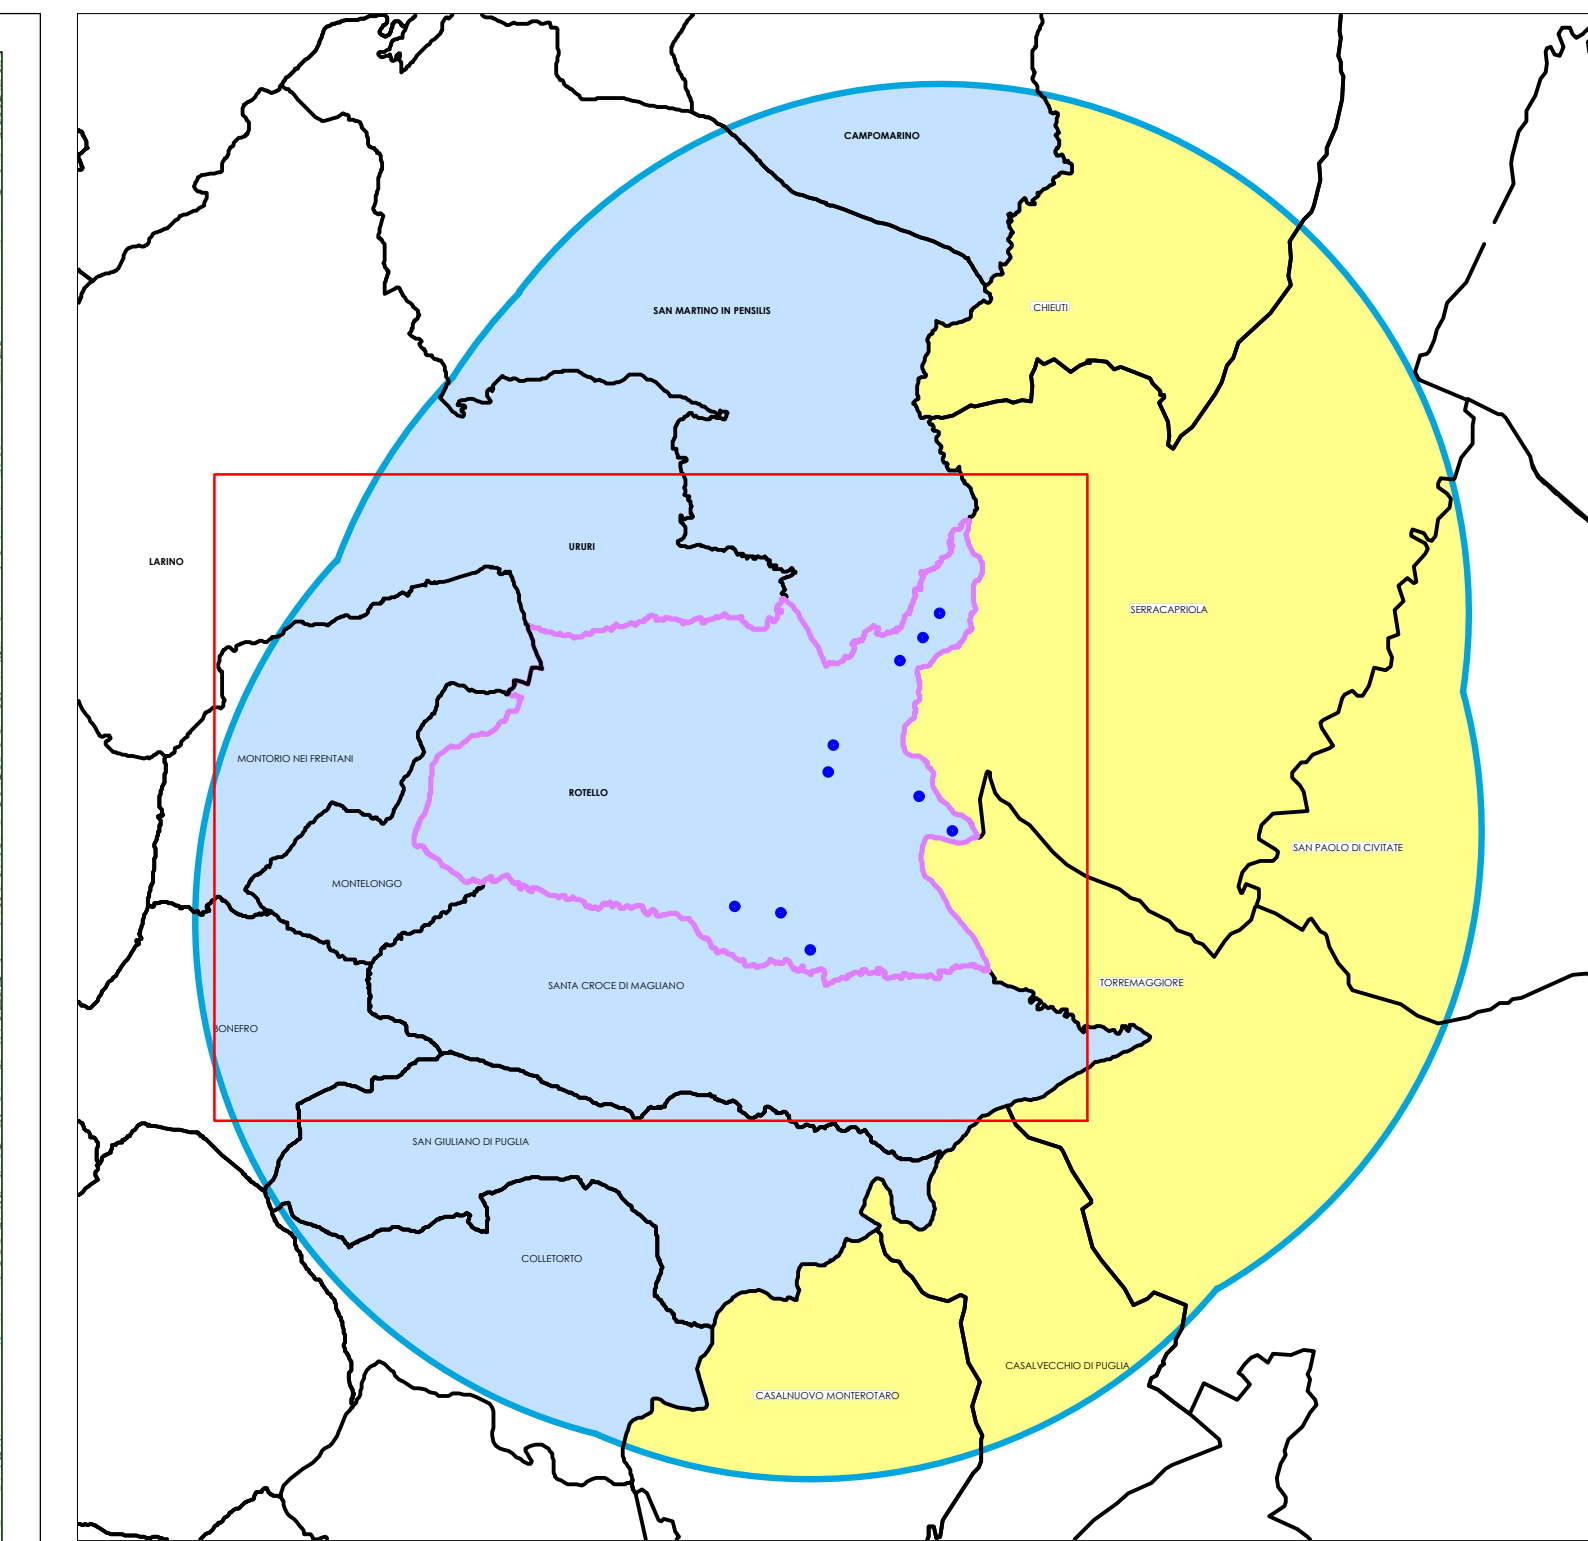 CAMPOMARINO
SAN MARTINO IN PENSILIS
CHIEUTI
URURI
LARINO
SERRACAPRIOLA
MONTORIO NEI FRENTANI
ROTELLO
SAN PAOLO DI CIVITATE
MONTELONGO
TORREMAGGIORE
SANTA CROCE DI MAGLIANO
BONEFRO
SAN GIULIANO DI PUGLIA
COLLETORTO
CASALVECCHIO DI PUGLIA
CASALNUOVO MONTEROTARO